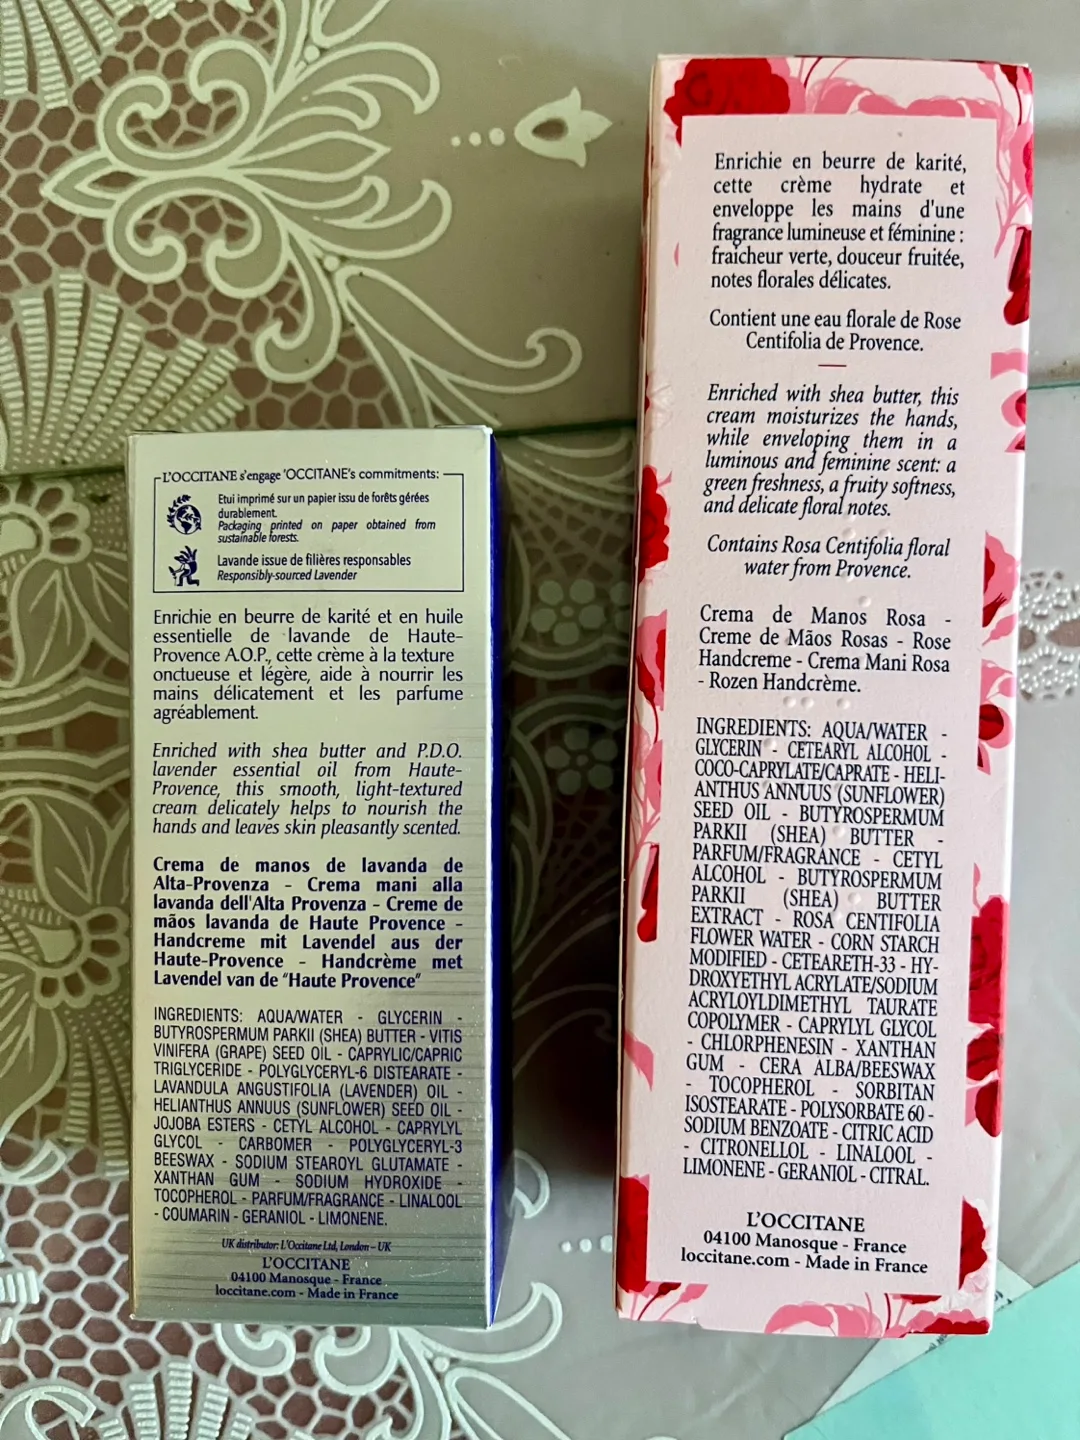 L'OCCITANE s'engage 'OCCITANE's commitments:
Etui imprimé sur un papier issu de forêts gérées
durablement.
Packaging printed on paper obtained from
sustainable forests.
Lavande issue de filières responsables
Responsibly-sourced Lavender
Enrichie en beurre de karité et en huile
essentielle de lavande de Haute-
Provence A.O.P., cette crème à la texture
onctueuse et légère, aide à nourrir les
mains délicatement et les parfume
agréablement.
Enriched with shea butter and P.D.O.
lavender essential oil from Haute-
Provence, this smooth, light-textured
cream delicately helps to nourish the
hands and leaves skin pleasantly scented.
Crema de manos de lavanda de
Alta-Provenza - Crema mani alla
lavanda dell'Alta Provenza - Creme de
mãos lavanda de Haute Provence -
Handcreme mit Lavendel aus der
Haute-Provence - Handcrème met
Lavendel van de "Haute Provence"
INGREDIENTS: AQUA/WATER - GLYCERIN -
BUTYROSPERMUM PARKII (SHEA) BUTTER - VITIS
VINIFERA (GRAPE) SEED OIL - CAPRYLIC/CAPRIC
TRIGLYCERIDE - POLYGLYCERYL-6 DISTEARATE -
LAVANDULA ANGUSTIFOLIA (LAVENDER) OIL -
HELIANTHUS ANNUUS (SUNFLOWER) SEED OIL -
JOJOBA ESTERS - CETYL ALCOHOL - CAPRYLYL
GLYCOL - CARBOMER - POLYGLYCERYL-3
BEESWAX - SODIUM STEAROYL GLUTAMATE -
XANTHAN GUM - SODIUM HYDROXIDE -
TOCOPHEROL - PARFUM/FRAGRANCE - LINALOOL
- COUMARIN - GERANIOL - LIMONENE.
UK distributor: L'Occitane Ltd, London - UK
L'OCCITANE
04100 Manosque - France
loccitane.com - Made in France
Enrichie en beurre de karité,
cette crème hydrate et
enveloppe les mains d'une
fragrance lumineuse et féminine :
fraîcheur verte, douceur fruitée,
notes florales délicates.
Contient une eau florale de Rose
Centifolia de Provence.
Enriched with shea butter, this
cream moisturizes the hands,
while enveloping them in a
luminous and feminine scent: a
green freshness, a fruity softness,
and delicate floral notes.
Contains Rosa Centifolia floral
water from Provence.
Crema de Manos Rosa -
Creme de Mãos Rosas - Rose
Handcreme - Crema Mani Rosa
- Rozen Handcrème.
INGREDIENTS: AQUA/WATER -
GLYCERIN - CETEARYL ALCOHOL -
COCO-CAPRYLATE/CAPRATE - HELI-
ANTHUS ANNUUS (SUNFLOWER)
SEED OIL - BUTYROSPERMUM
PARKII (SHEA) BUTTER -
PARFUM/FRAGRANCE - CETYL
ALCOHOL - BUTYROSPERMUM
PARKII (SHEA) BUTTER
EXTRACT - ROSA CENTIFOLIA
FLOWER WATER - CORN STARCH
MODIFIED - CETEARETH-33 - HY-
DROXYETHYL ACRYLATE/SODIUM
ACRYLOYLDIMETHYL TAURATE
COPOLYMER - CAPRYLYL GLYCOL
- CHLORPHENESIN - XANTHAN
GUM - CERA ALBA/BEESWAX
- TOCOPHEROL - SORBITAN
ISOSTEARATE - POLYSORBATE 60 -
SODIUM BENZOATE - CITRIC ACID
- CITRONELLOL - LINALOOL -
LIMONENE - GERANIOL - CITRAL.
L'OCCITANE
04100 Manosque - France
loccitane.com - Made in France